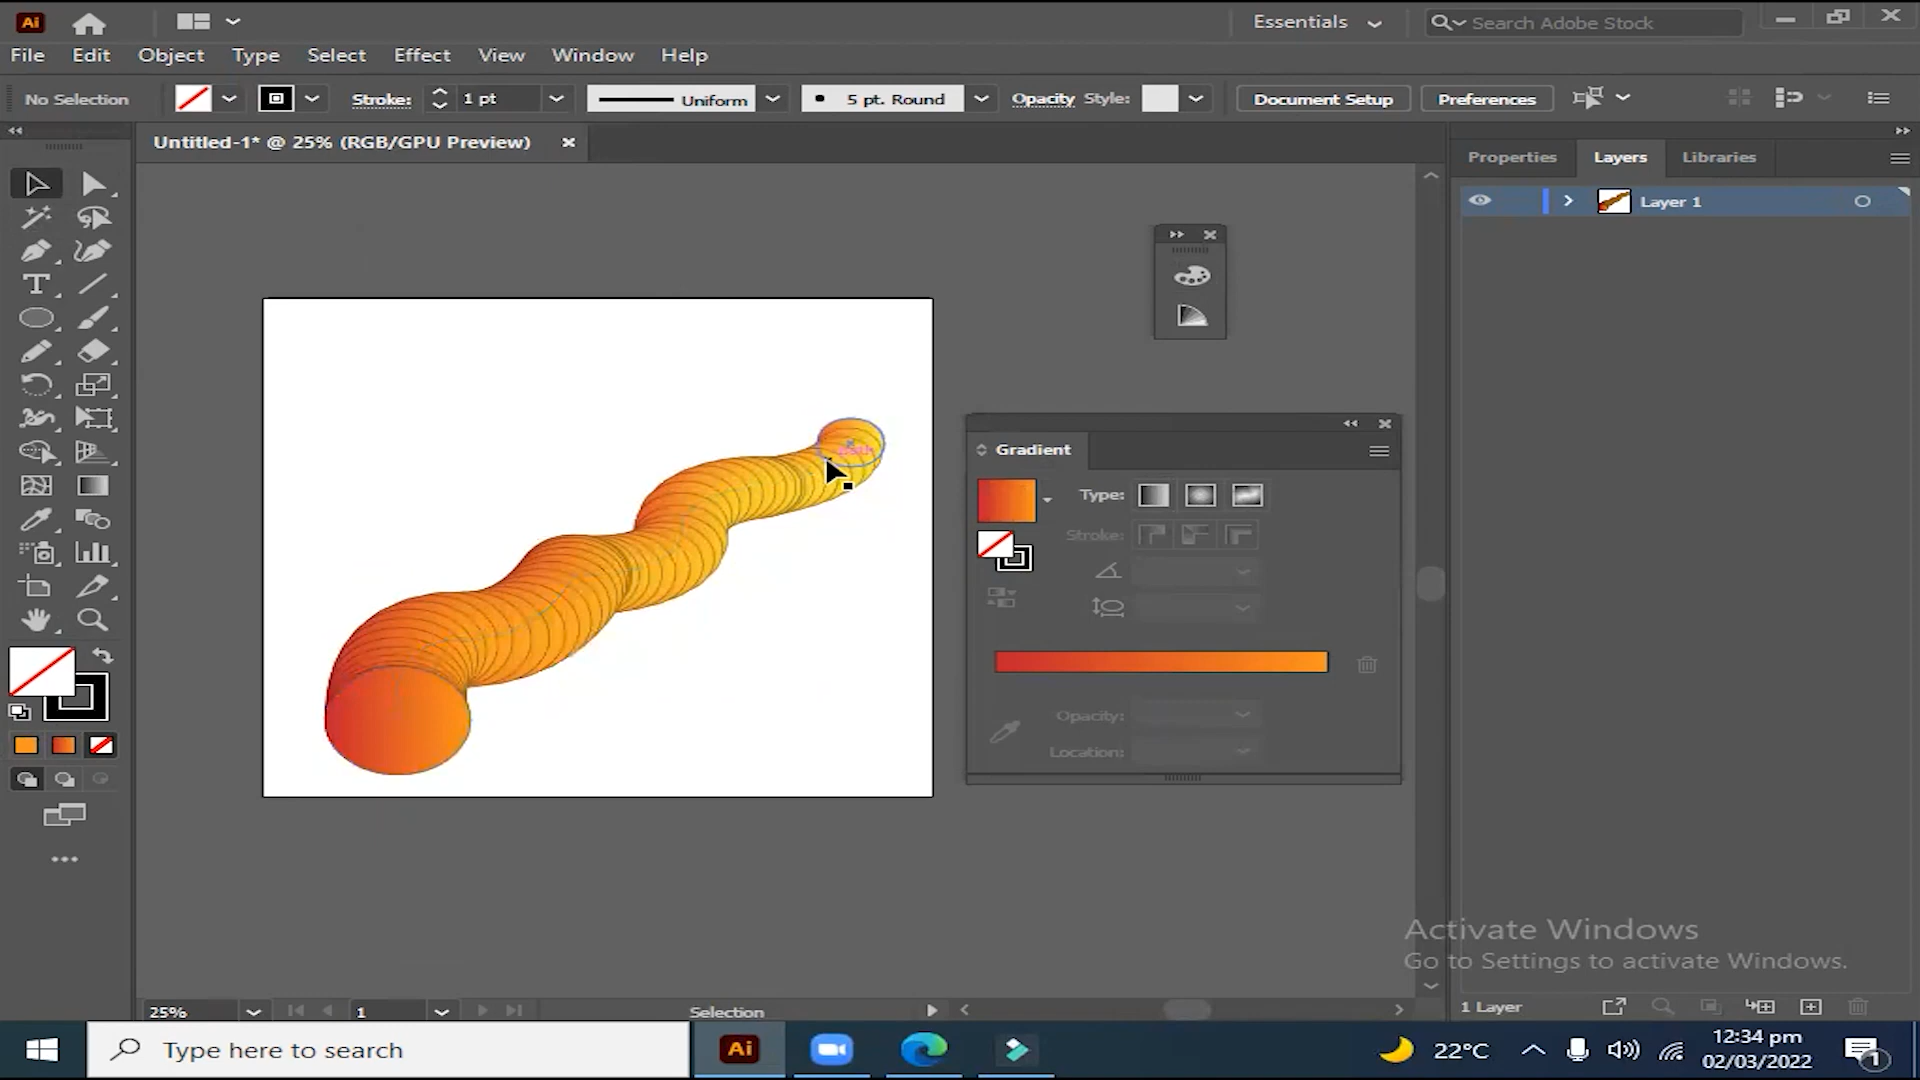 Ai
Essentials
Search Adobe Stock
File Edit Object Type Select Effect View Window Help
No Selection
Stroke:
1 pt
Uniform
5 pt. Round
Opacity
Style:
Document Setup
Preferences
Untitled-1* @ 25% (RGB/GPU Preview)
Properties
Layers
Libraries
Layer 1
Gradient
Type:
Stroke:
Opacity:
Location:
Activate Windows
Go to Settings to activate Windows.
25%
1
Selection
1 Layer
Type here to search
Ai
22°C
12:34 pm
02/03/2022
1